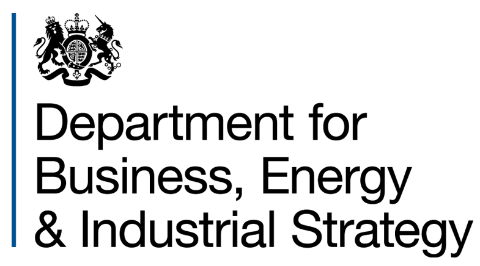 Department for
Business, Energy
& Industrial Strategy